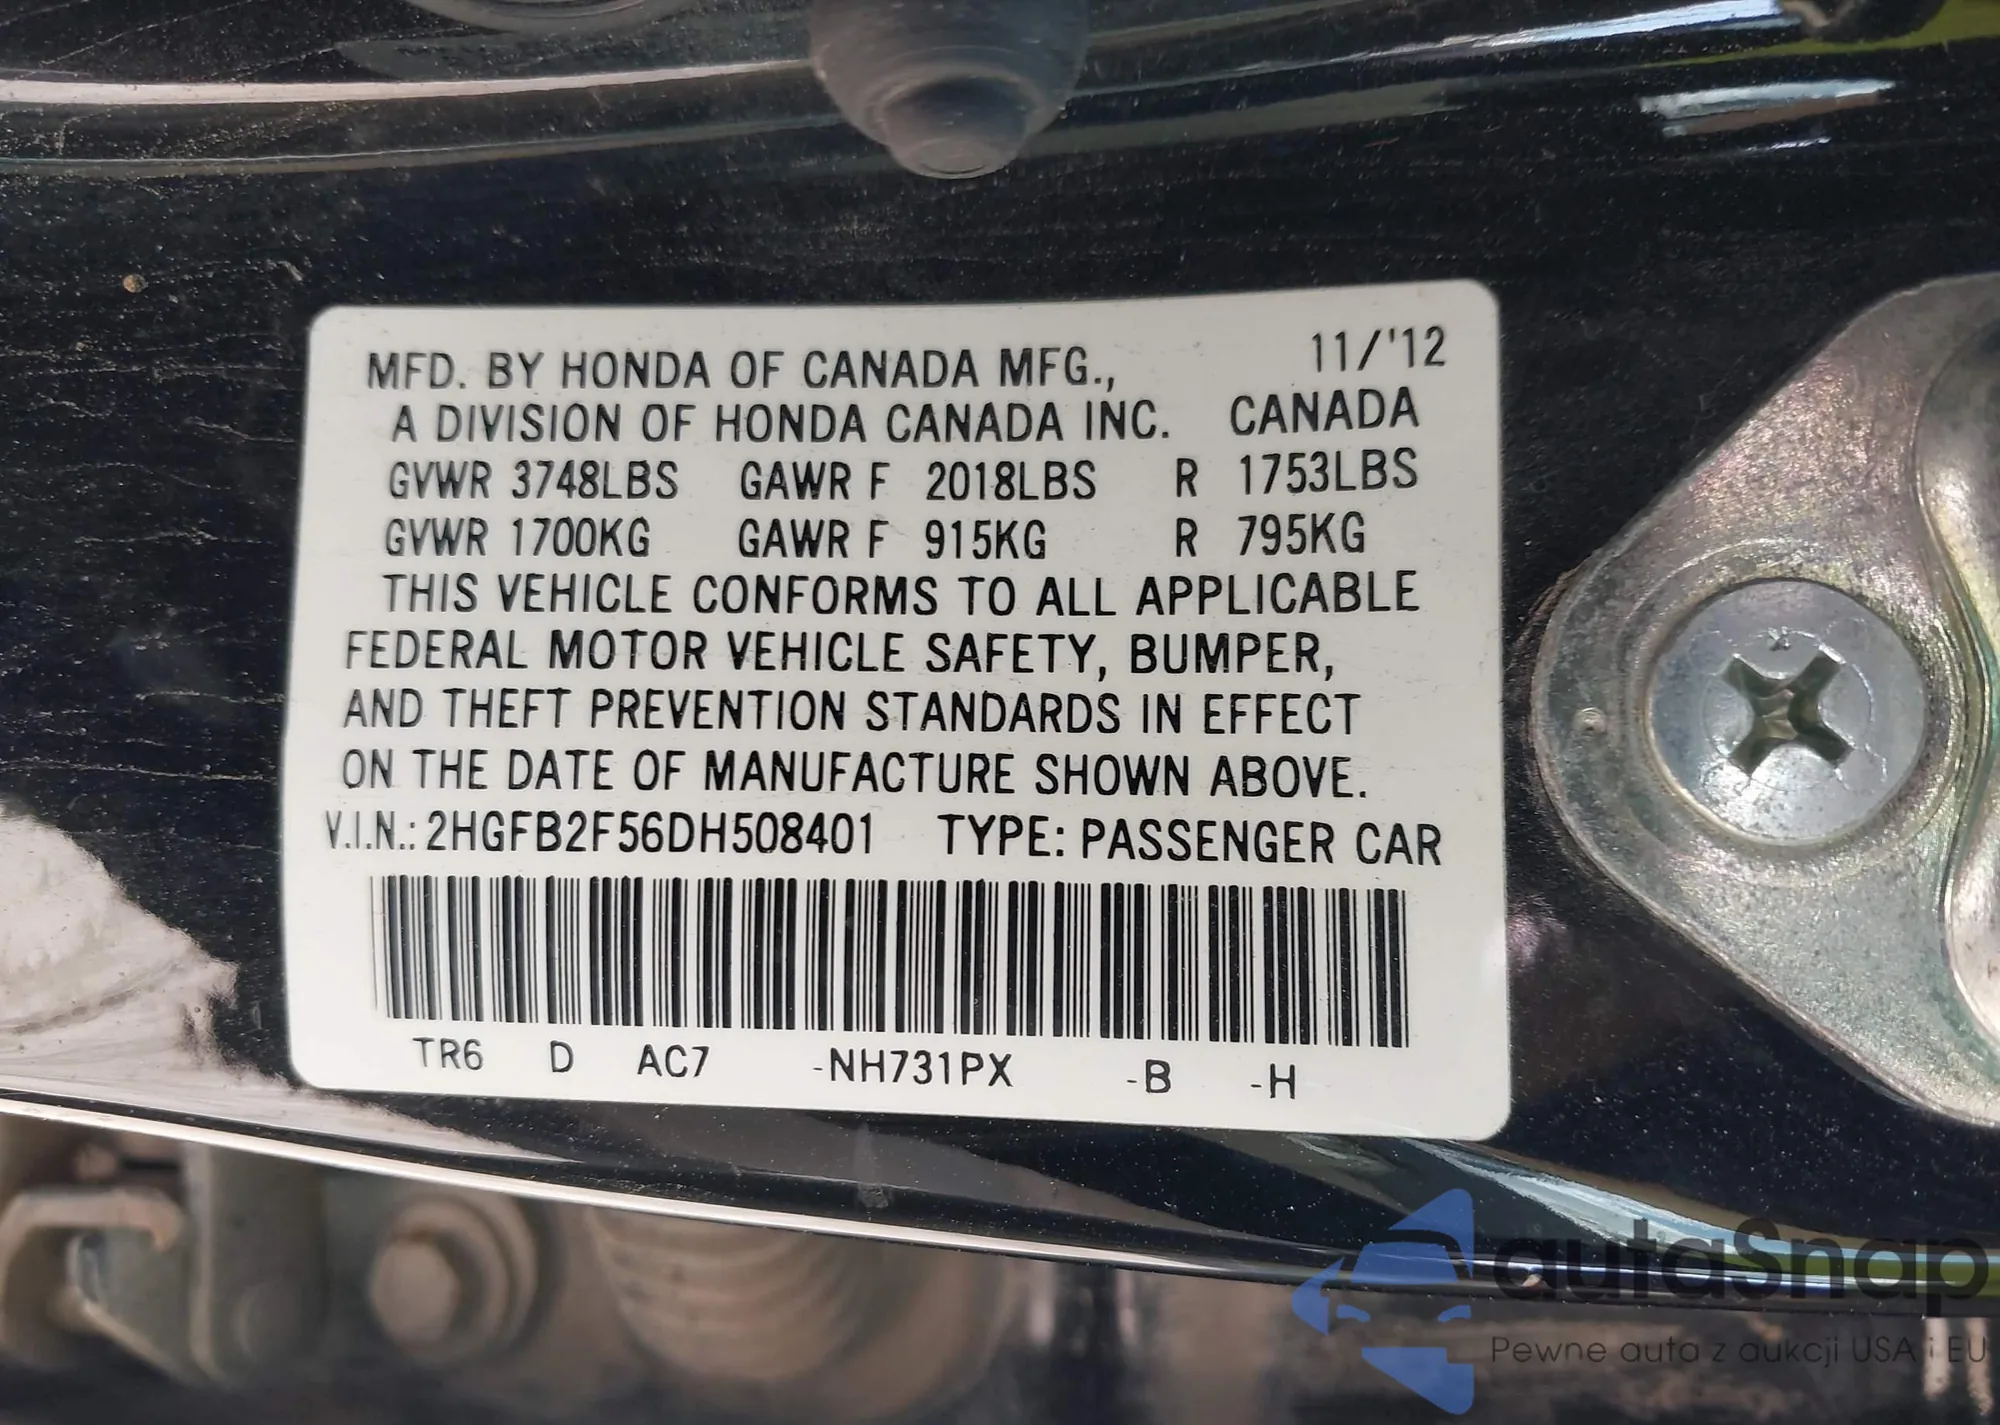 MFD. BY HONDA OF CANADA MFG., 11/'12
A DIVISION OF HONDA CANADA INC. CANADA
GVWR 3748LBS GAWR F 2018LBS R 1753LBS
GVWR 1700KG GAWR F 915KG R 795KG
THIS VEHICLE CONFORMS TO ALL APPLICABLE
FEDERAL MOTOR VEHICLE SAFETY, BUMPER,
AND THEFT PREVENTION STANDARDS IN EFFECT
ON THE DATE OF MANUFACTURE SHOWN ABOVE.
V.I.N.: 2HGFB2F56DH508401 TYPE: PASSENGER CAR
TR6 D AC7 -NH731PX -B -H
autaSnap
Pewne auta z aukcji USA i EU